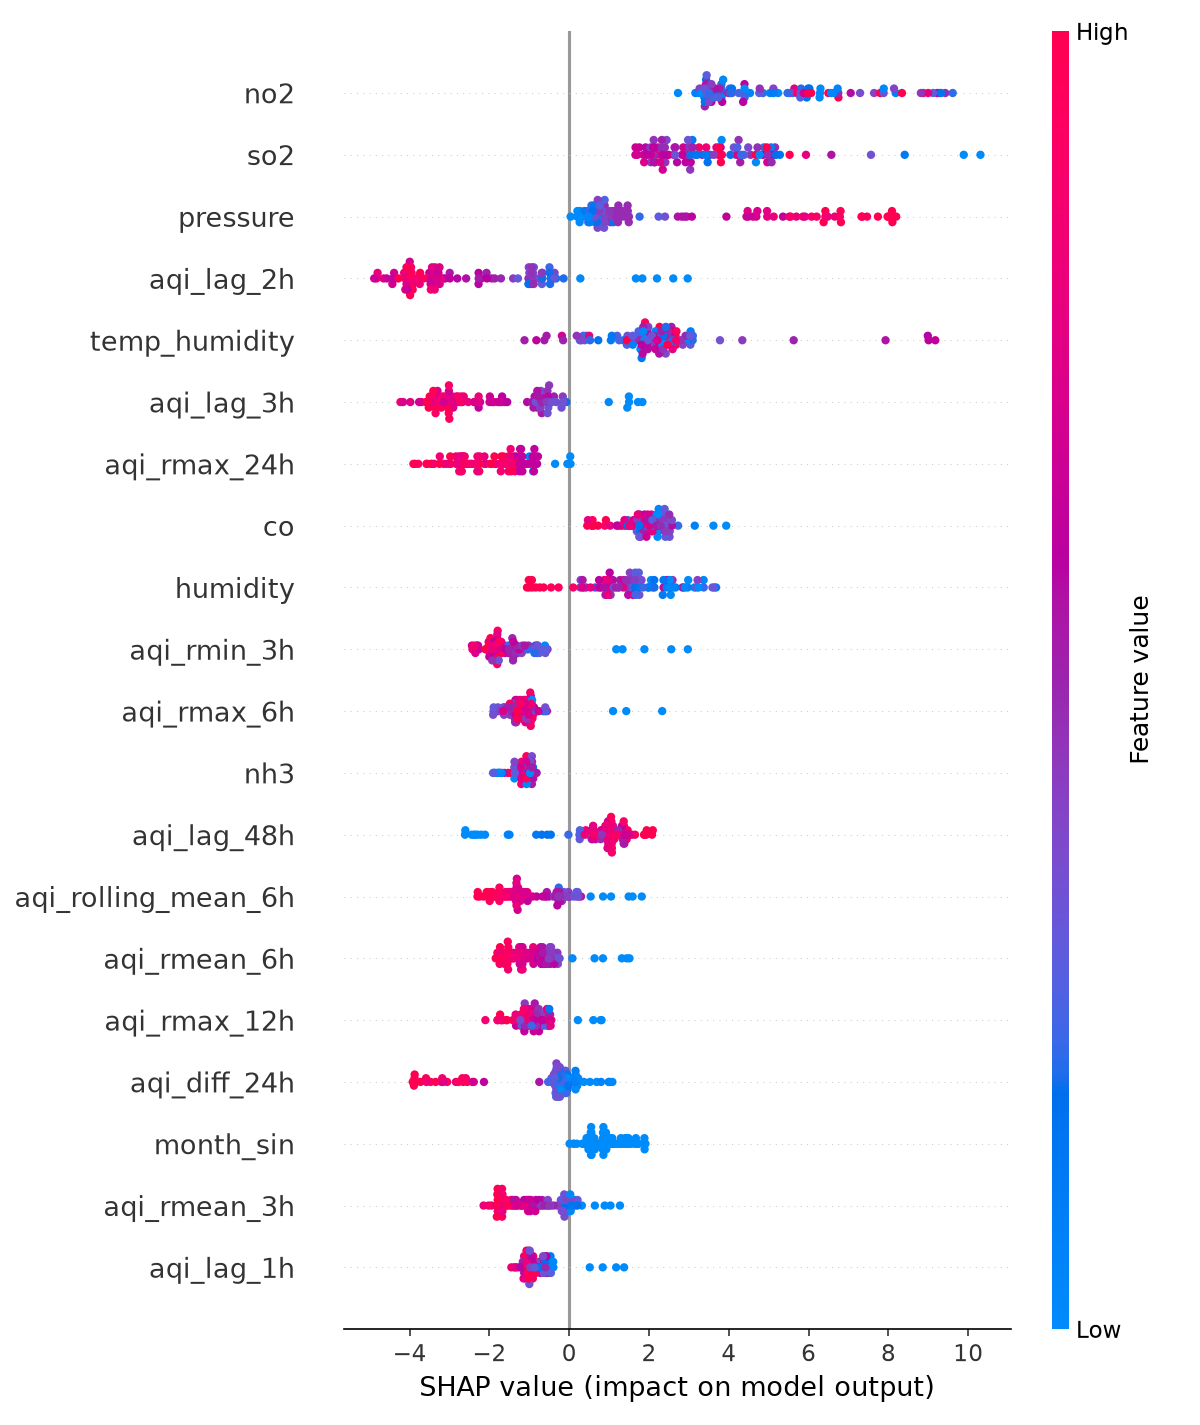 High
no2
so2
pressure
aqi_lag_2h
temp_humidity
aqi_lag_3h
aqi_rmax_24h
co
humidity
aqi_rmin_3h
aqi_rmax_6h
nh3
aqi_lag_48h
aqi_rolling_mean_6h
aqi_rmean_6h
aqi_rmax_12h
aqi_diff_24h
month_sin
aqi_rmean_3h
aqi_lag_1h
Feature value
Low
−4 −2 0 2 4 6 8 10
SHAP value (impact on model output)